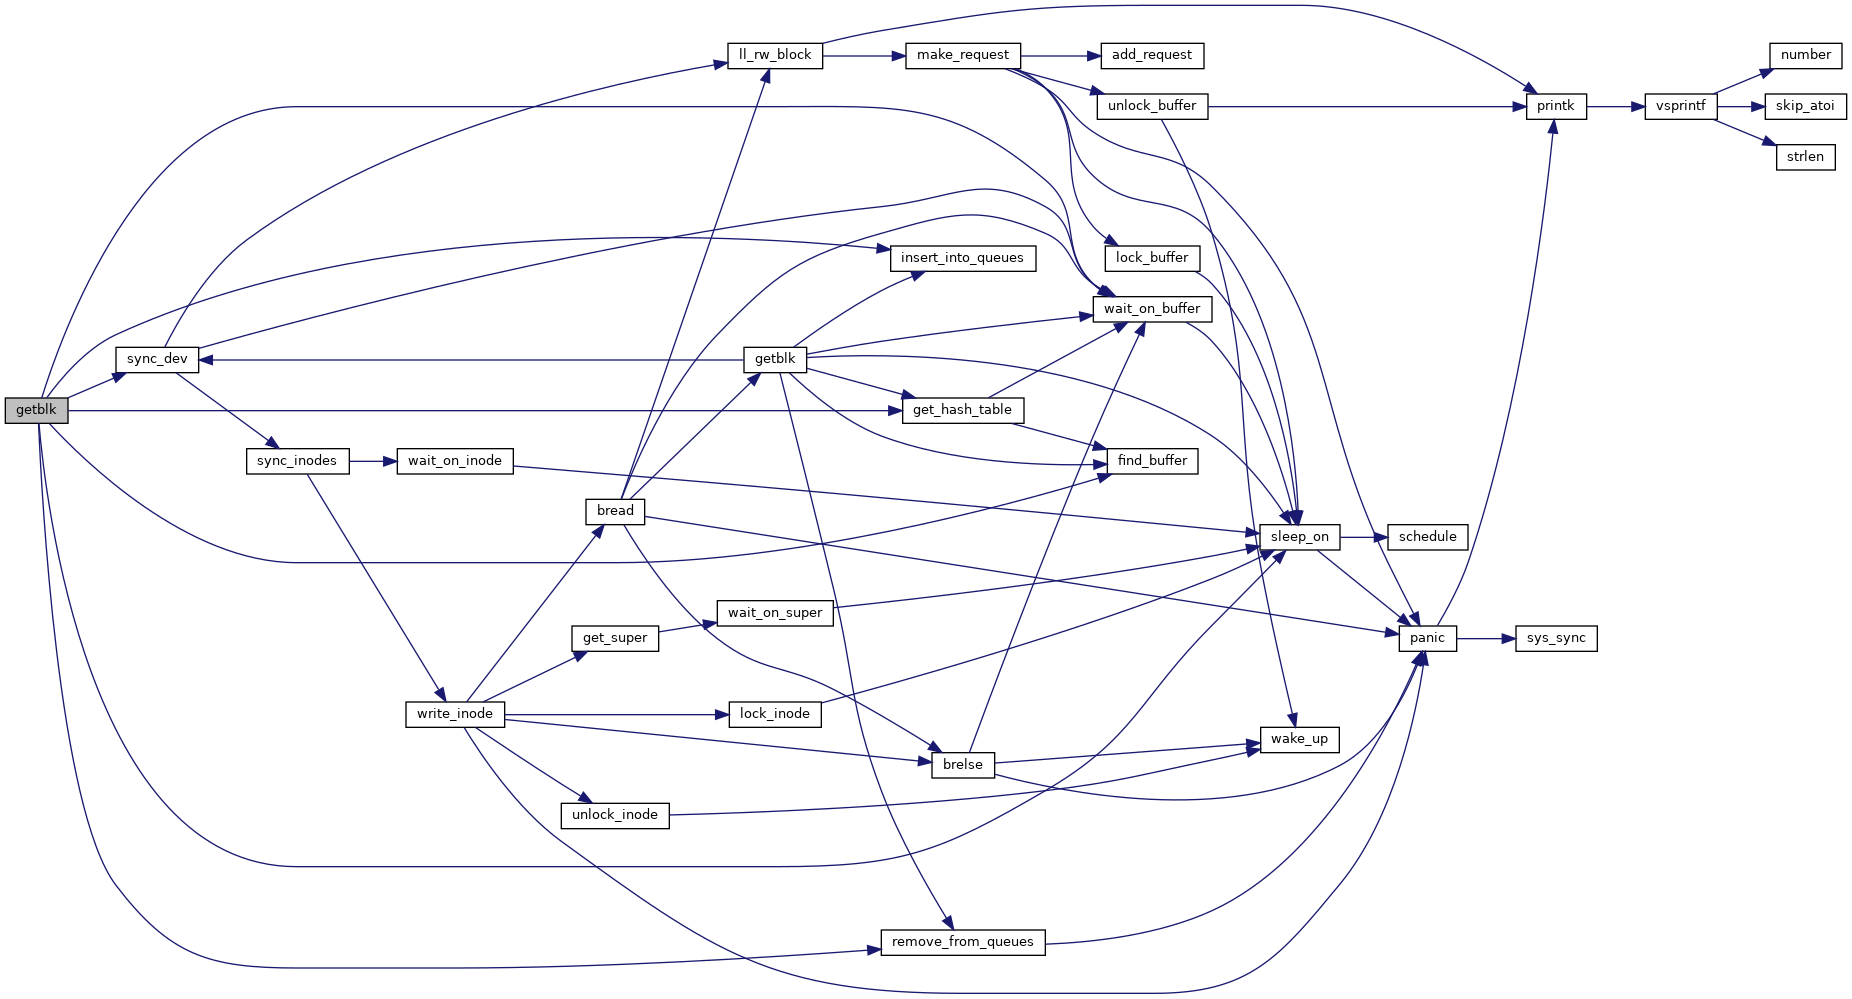 ll_rw_block
make_request
add_request
number
unlock_buffer
printk
vsprintf
skip_atoi
strlen
insert_into_queues
lock_buffer
wait_on_buffer
sync_dev
getblk
getblk
get_hash_table
sync_inodes
wait_on_inode
find_buffer
bread
sleep_on
schedule
wait_on_super
get_super
panic
sys_sync
write_inode
lock_inode
wake_up
brelse
unlock_inode
remove_from_queues